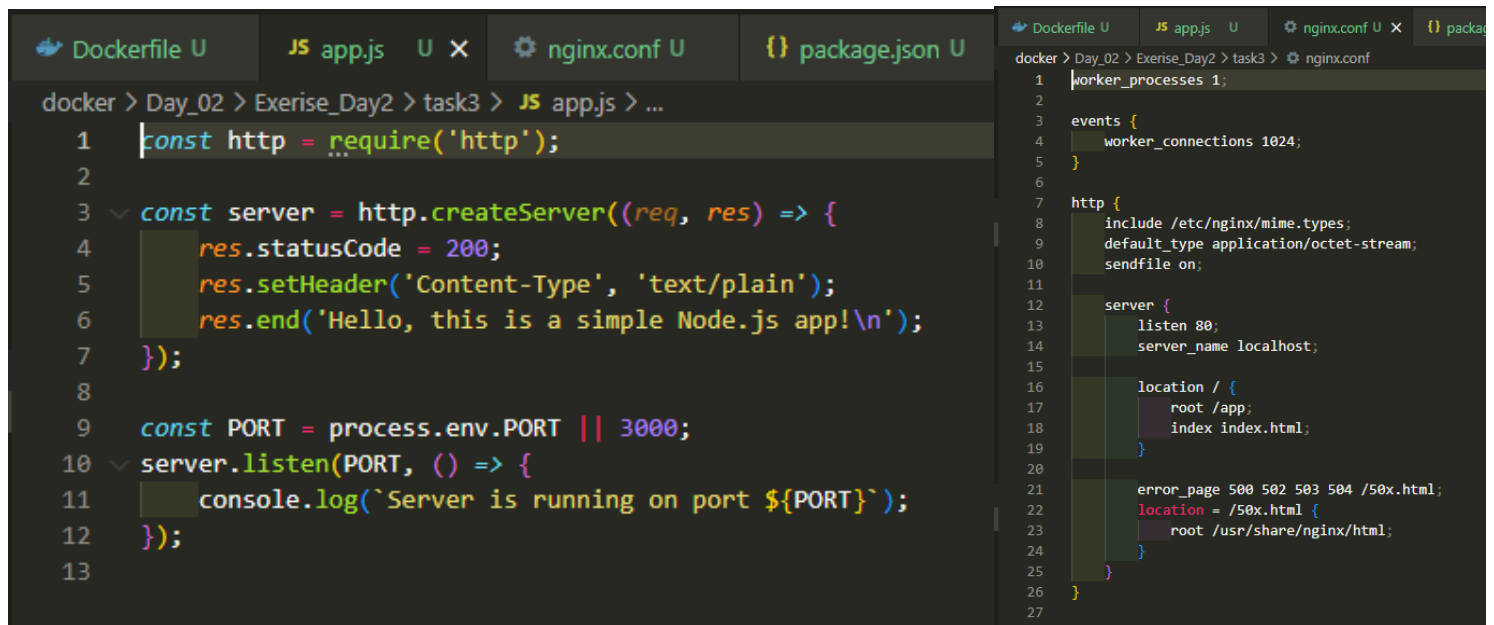 Dockerfile U JS app.js U × nginx.conf U {} package.json U
docker > Day_02 > Exerise_Day2 > task3 > JS app.js > ...
1 const http = require('http');
2
3 const server = http.createServer((req, res) => {
4 res.statusCode = 200;
5 res.setHeader('Content-Type', 'text/plain');
6 res.end('Hello, this is a simple Node.js app!\n');
7 });
8
9 const PORT = process.env.PORT || 3000;
10 server.listen(PORT, () => {
11 console.log(`Server is running on port ${PORT}`);
12 });
13
Dockerfile U JS app.js U nginx.conf U × {} packag
docker > Day_02 > Exerise_Day2 > task3 > nginx.conf
1 worker_processes 1;
2
3 events {
4 worker_connections 1024;
5 }
6
7 http {
8 include /etc/nginx/mime.types;
9 default_type application/octet-stream;
10 sendfile on;
11
12 server {
13 listen 80;
14 server_name localhost;
15
16 location / {
17 root /app;
18 index index.html;
19 }
20
21 error_page 500 502 503 504 /50x.html;
22 location = /50x.html {
23 root /usr/share/nginx/html;
24 }
25 }
26 }
27